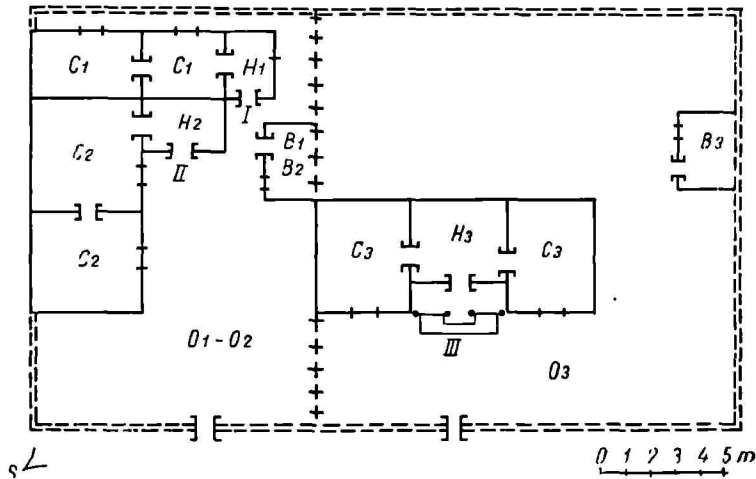 C1 C1 H1
I
H2
B1
B3
C2
II
B2
C3 H3 C3
C2
O1-O2
III
O3
S
0 1 2 3 4 5 m